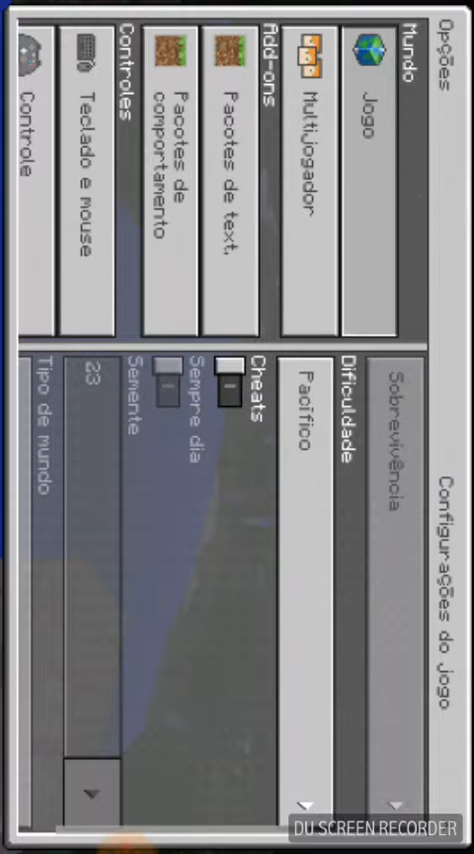 Opções
Configurações do jogo
Mundo
Jogo
Multijogador
Add-ons
Pacotes de text.
Pacotes de
comportamento
Controles
Teclado e mouse
Controle
Sobrevivência
Dificuldade
Pacífico
Cheats
Sempre dia
Semente
23
Tipo de mundo
DU SCREEN RECORDER